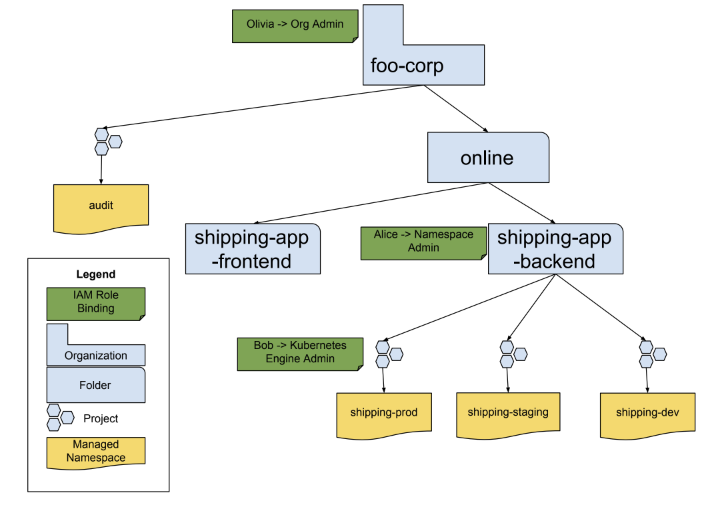 Olivia -> Org Admin
foo-corp
online
audit
shipping-app
-frontend
Alice -> Namespace
Admin
shipping-app
-backend
Legend
IAM Role
Binding
Organization
Folder
Project
Managed
Namespace
Bob -> Kubernetes
Engine Admin
shipping-prod
shipping-staging
shipping-dev